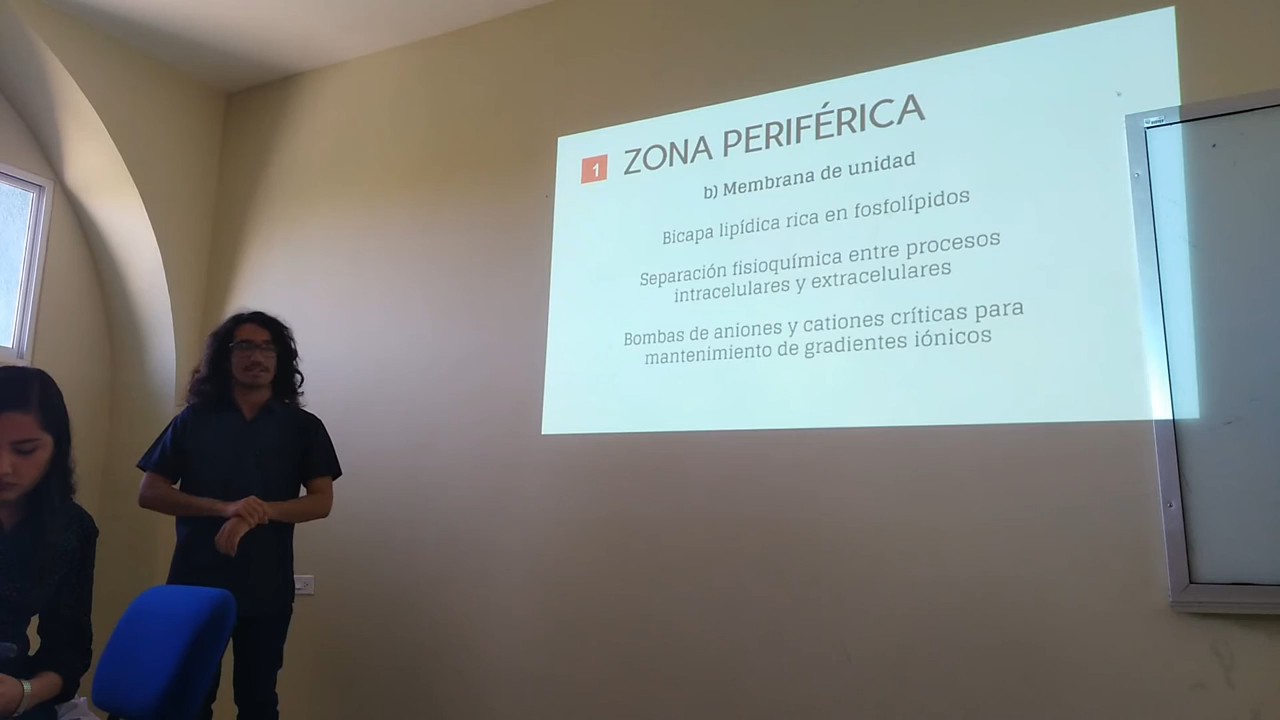 1 ZONA PERIFÉRICA
b) Membrana de unidad
Bicapa lipídica rica en fosfolípidos
Separación fisioquímica entre procesos
intracelulares y extracelulares
Bombas de aniones y cationes críticas para
mantenimiento de gradientes iónicos